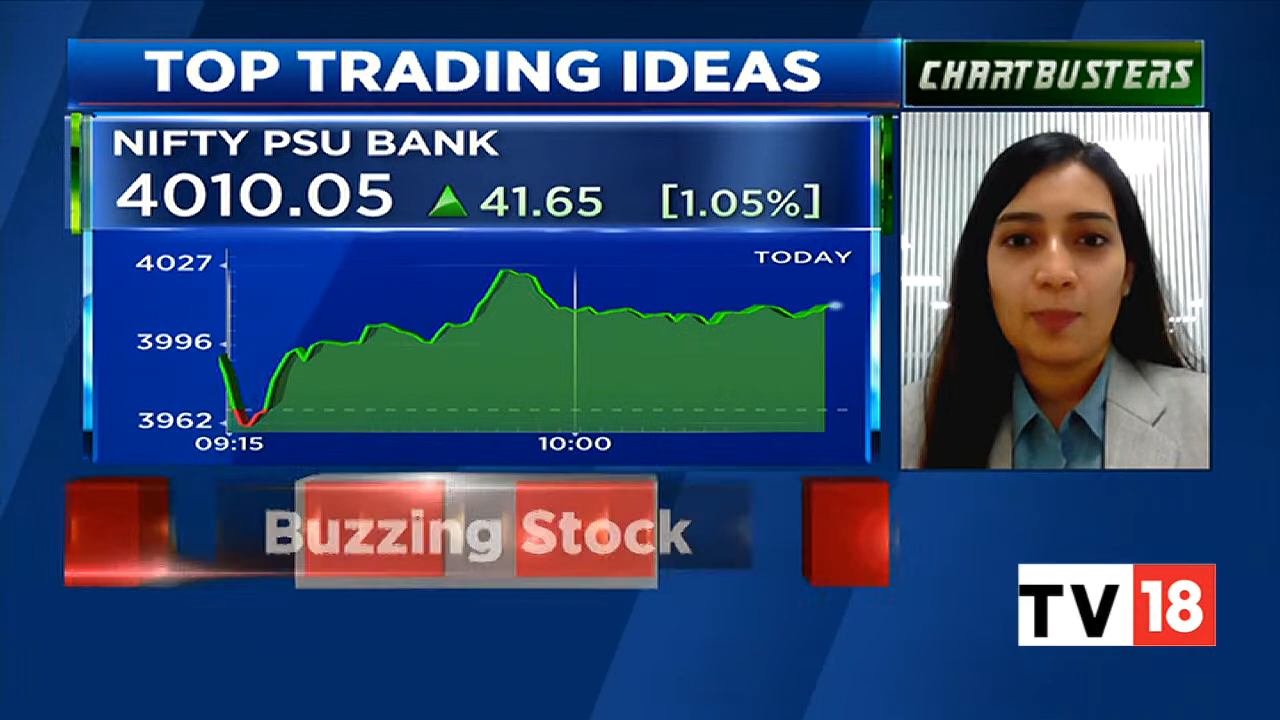 TOP TRADING IDEAS
CHARTBUSTERS
NIFTY PSU BANK
4010.05 ▲ 41.65 [1.05%]
TODAY
4027
3996
3962
09:15 10:00
Buzzing Stock
TV18